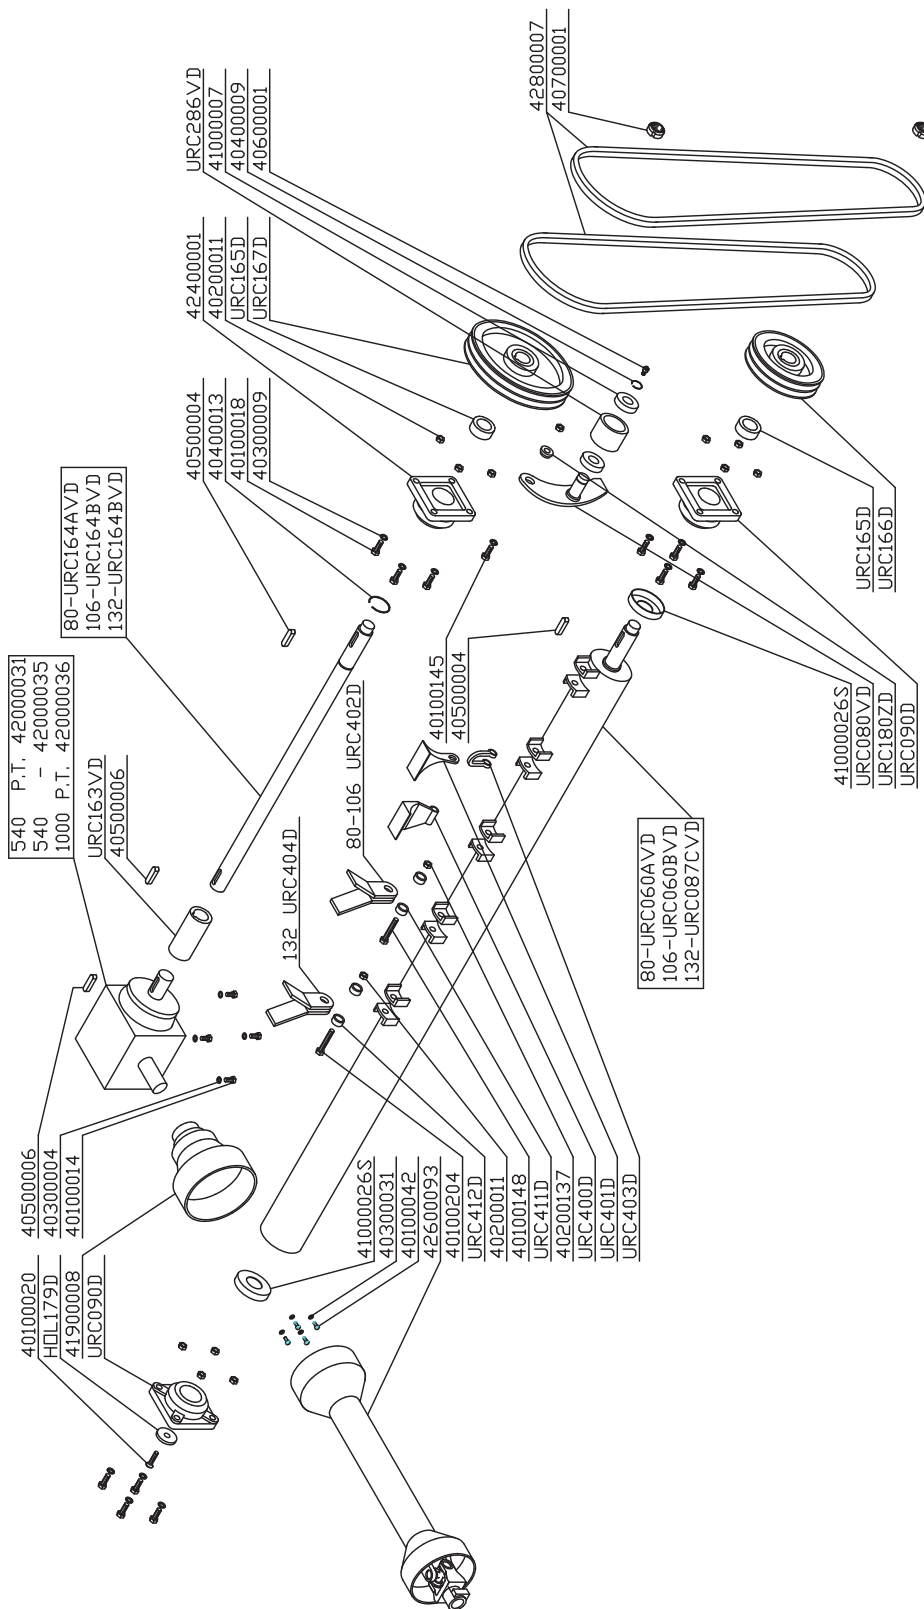 540 P.T. 42000031
540 - 42000035
1000 P.T. 42000036
URC163VD
40500006
80-URC164AVD
106-URC164BVD
132-URC164BVD
40500004
40400013
40100018
40300009
42400001
40200011
URC165D
URC167D
URC286VD
41000007
40400009
40600001
42800007
40700001
40500006
40300004
40100014
40100020
HOL179D
41900008
URC090D
132 URC404D
80-106 URC402D
40100145
40500004
41000026S
40300031
40100042
42600093
40100204
URC412D
40200011
40100148
URC411D
40200137
URC400D
URC401D
URC403D
80-URC060AVD
106-URC060BVD
132-URC087CVD
41000026S
URC080VD
URC180ZD
URC090D
URC165D
URC166D